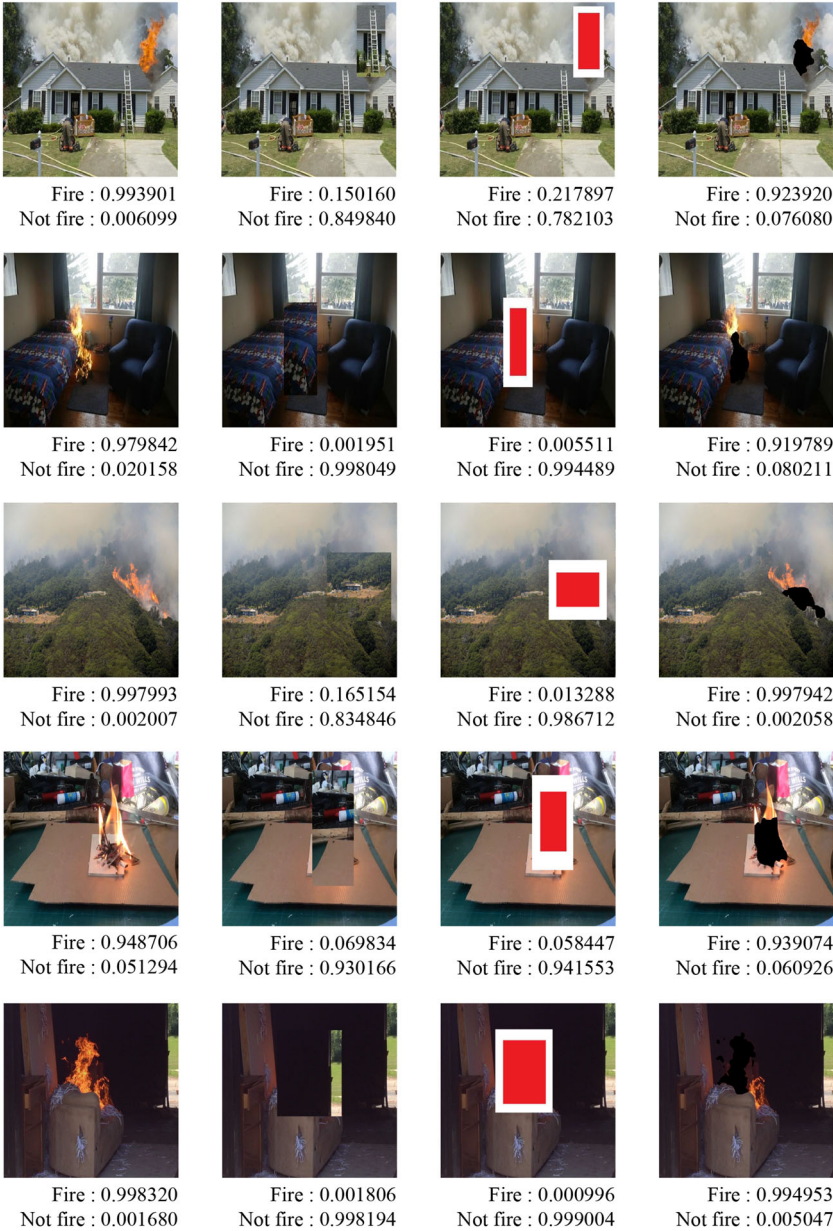 Fire : 0.993901
Not fire : 0.006099
Fire : 0.150160
Not fire : 0.849840
Fire : 0.217897
Not fire : 0.782103
Fire : 0.923920
Not fire : 0.076080
Fire : 0.979842
Not fire : 0.020158
Fire : 0.001951
Not fire : 0.998049
Fire : 0.005511
Not fire : 0.994489
Fire : 0.919789
Not fire : 0.080211
Fire : 0.997993
Not fire : 0.002007
Fire : 0.165154
Not fire : 0.834846
Fire : 0.013288
Not fire : 0.986712
Fire : 0.997942
Not fire : 0.002058
Fire : 0.948706
Not fire : 0.051294
Fire : 0.069834
Not fire : 0.930166
Fire : 0.058447
Not fire : 0.941553
Fire : 0.939074
Not fire : 0.060926
Fire : 0.998320
Not fire : 0.001680
Fire : 0.001806
Not fire : 0.998194
Fire : 0.000996
Not fire : 0.999004
Fire : 0.994953
Not fire : 0.005047